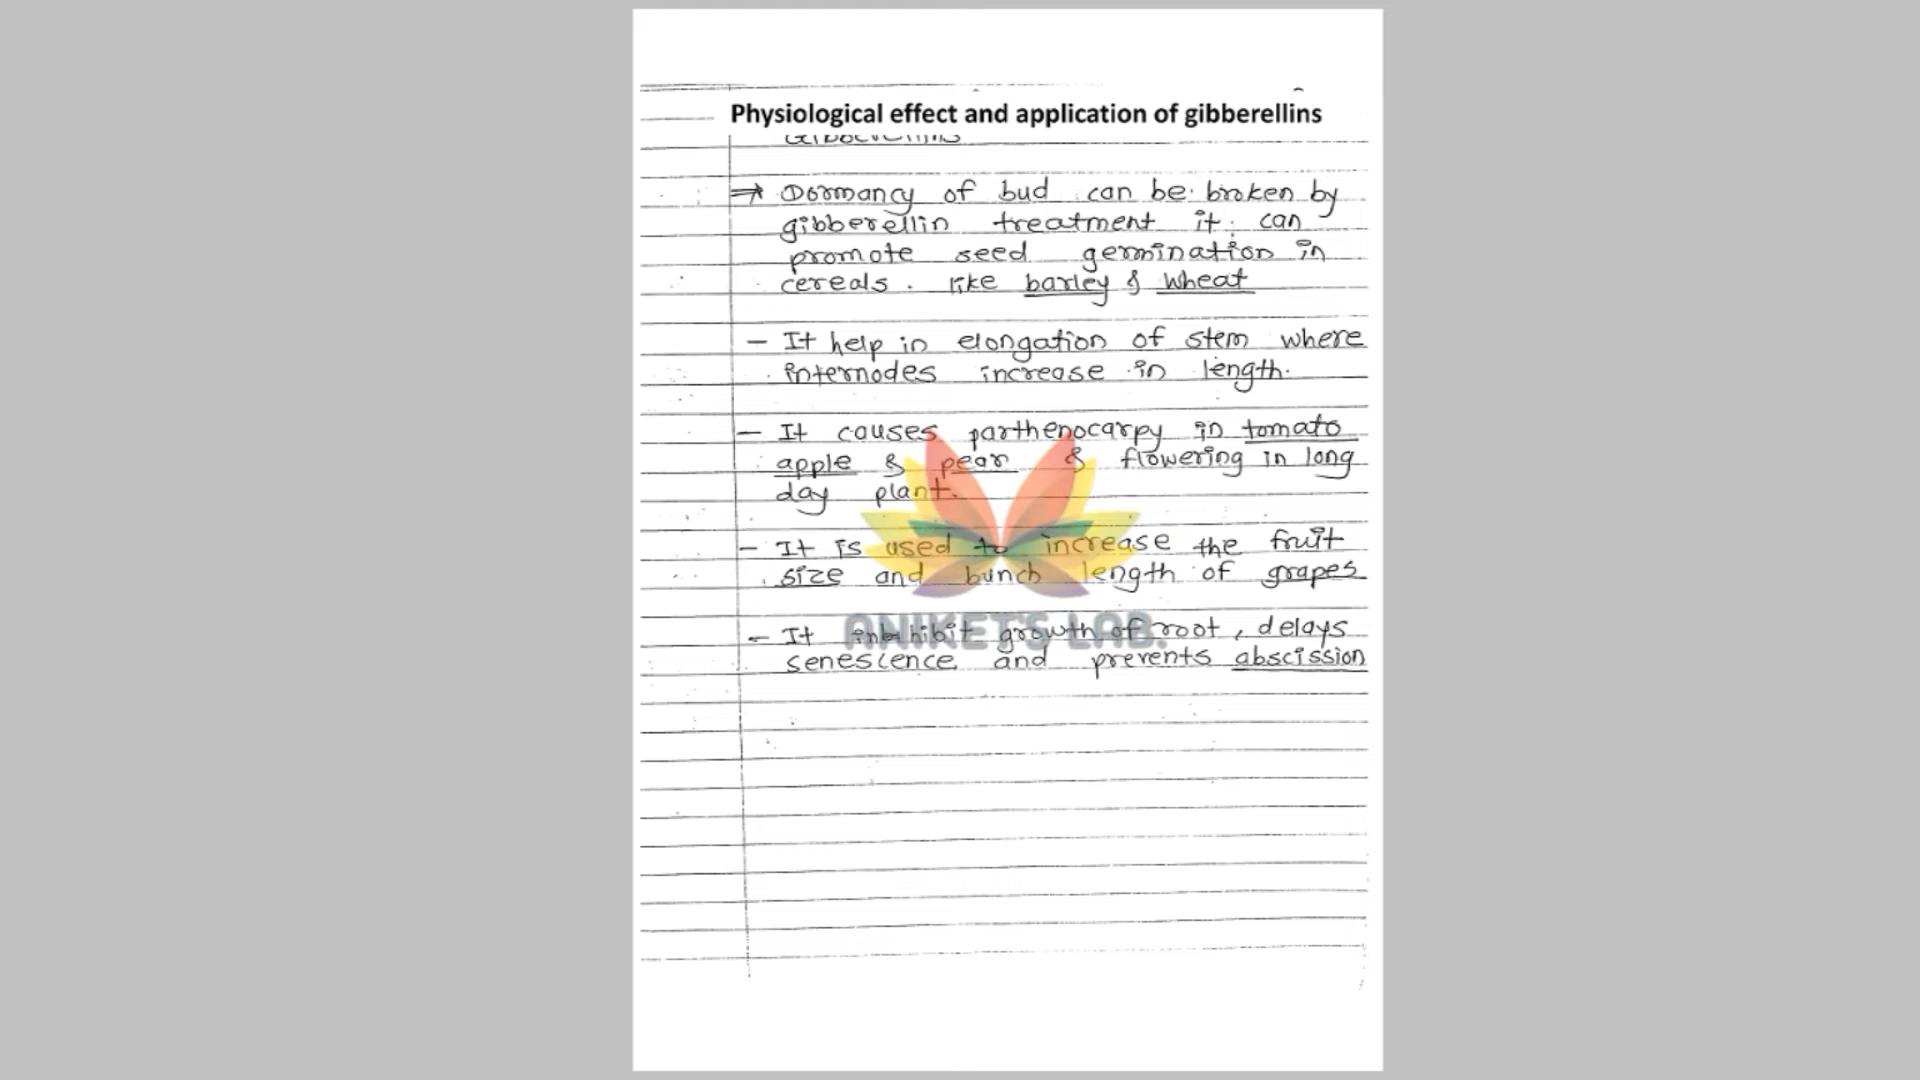 Physiological effect and application of gibberellins
Gibberellins
⇒ Dormancy of bud can be broken by
gibberellin treatment it can
promote seed germination in
cereals. like barley & wheat
- It help in elongation of stem where
internodes increase in length.
- It causes parthenocarpy in tomato
apple & pear & flowering in long
day plant.
- It is used to increase the fruit
size and bunch length of grapes
- It inhibit growth of root, delays
senescence and prevents abscission
ANIKET'S LAB.